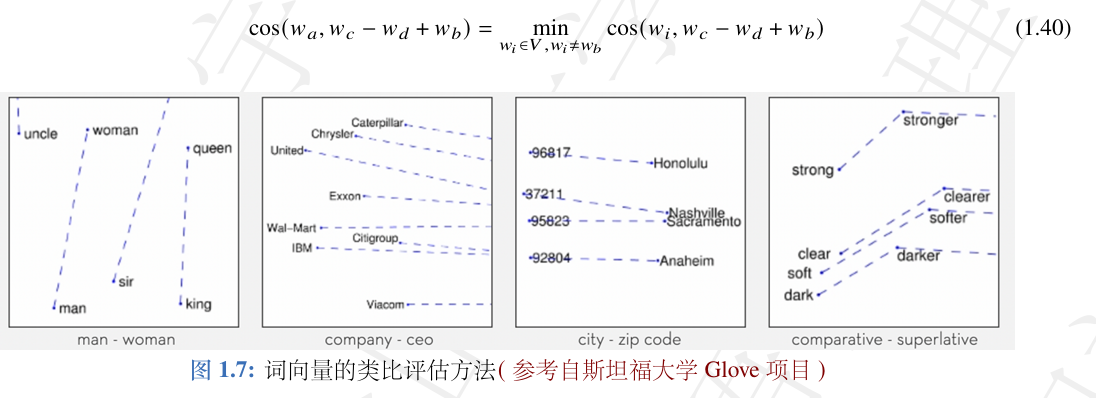 cos(w_a, w_c − w_d + w_b) = min_{w_i∈V, w_i≠w_b} cos(w_i, w_c − w_d + w_b) (1.40)
uncle
woman
queen
sir
man
king
man - woman
Caterpillar
Chrysler
United
Exxon
Wal-Mart
Citigroup
IBM
Viacom
company - ceo
96817
Honolulu
37211
Nashville
95823
Sacramento
92804
Anaheim
city - zip code
stronger
strong
clearer
softer
clear
darker
soft
dark
comparative - superlative
图 1.7: 词向量的类比评估方法( 参考自斯坦福大学 Glove 项目 )